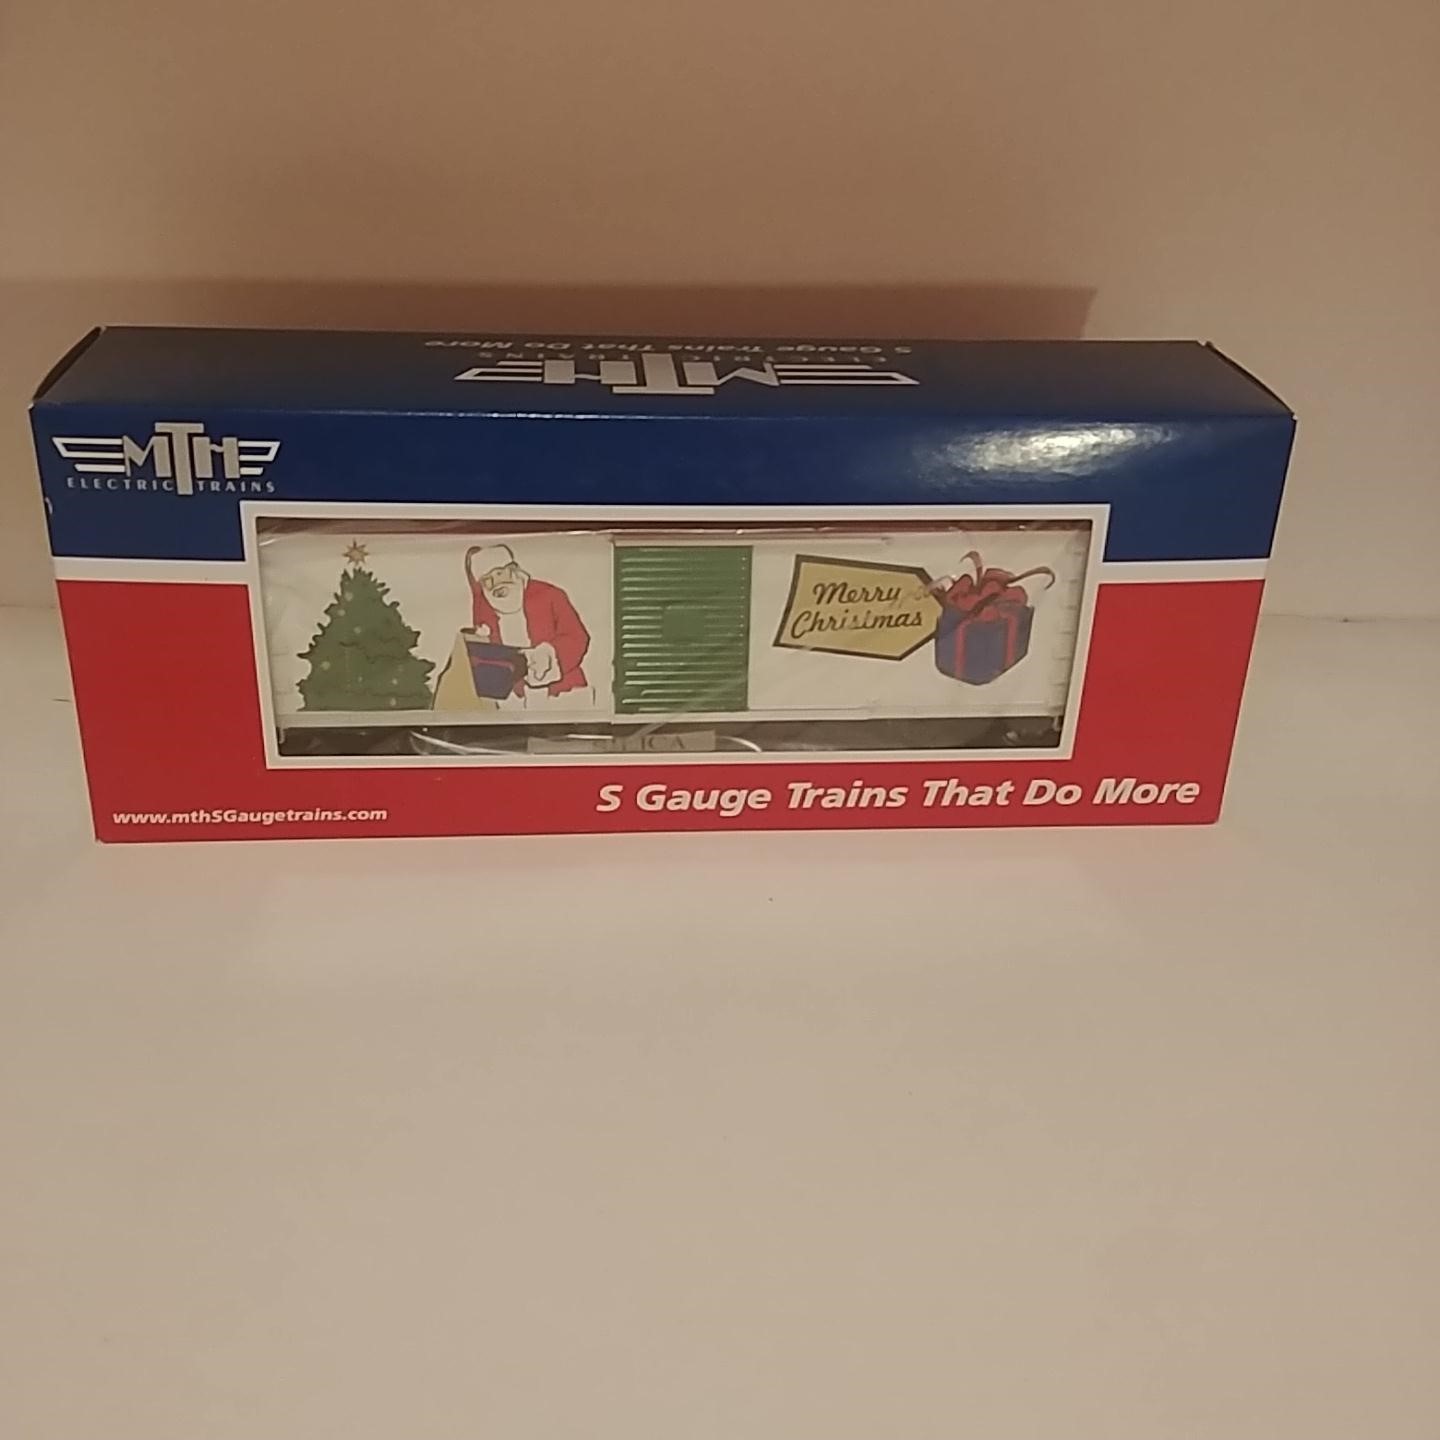 S Gauge Trains That Do More
ELECTRIC TRAINS
MTH
MTH
ELECTRIC TRAINS
Merry
Christmas
S Gauge Trains That Do More
www.mthSGaugetrains.com